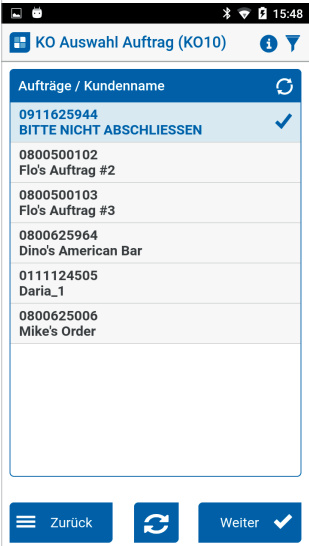 15:48
KO Auswahl Auftrag (KO10)
Aufträge / Kundenname
0911625944
BITTE NICHT ABSCHLIESSEN
0800500102
Flo's Auftrag #2
0800500103
Flo's Auftrag #3
0800625964
Dino's American Bar
0111124505
Daria_1
0800625006
Mike's Order
Zurück
Weiter